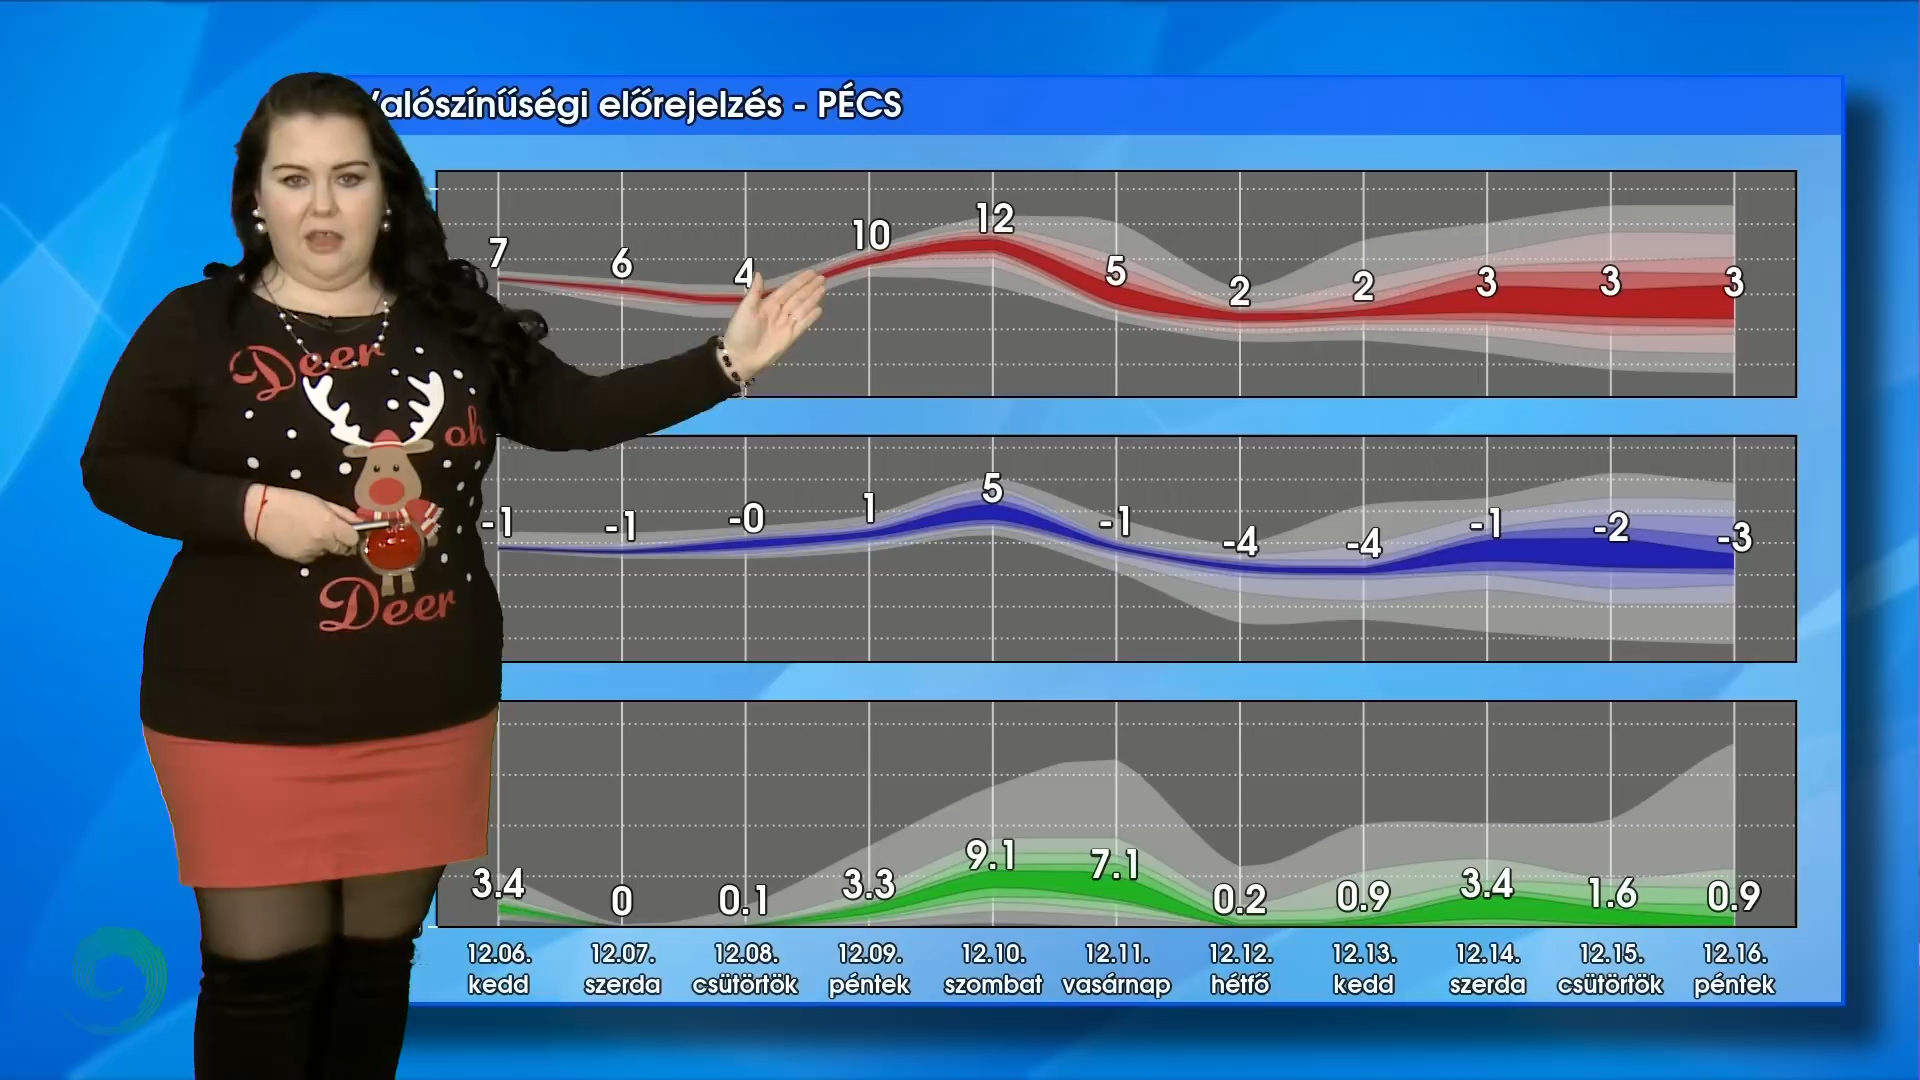 Valószínűségi előrejelzés - PÉCS
7 6 4 10 12 5 2 2 3 3 3
Deer
oh
Deer
-1 -1 -0 1 5 -1 -4 -4 -1 -2 -3
3.4 0 0.1 3.3 9.1 7.1 0.2 0.9 3.4 1.6 0.9
12.06. 12.07. 12.08. 12.09. 12.10. 12.11. 12.12. 12.13. 12.14. 12.15. 12.16.
kedd szerda csütörtök péntek szombat vasárnap hétfő kedd szerda csütörtök péntek